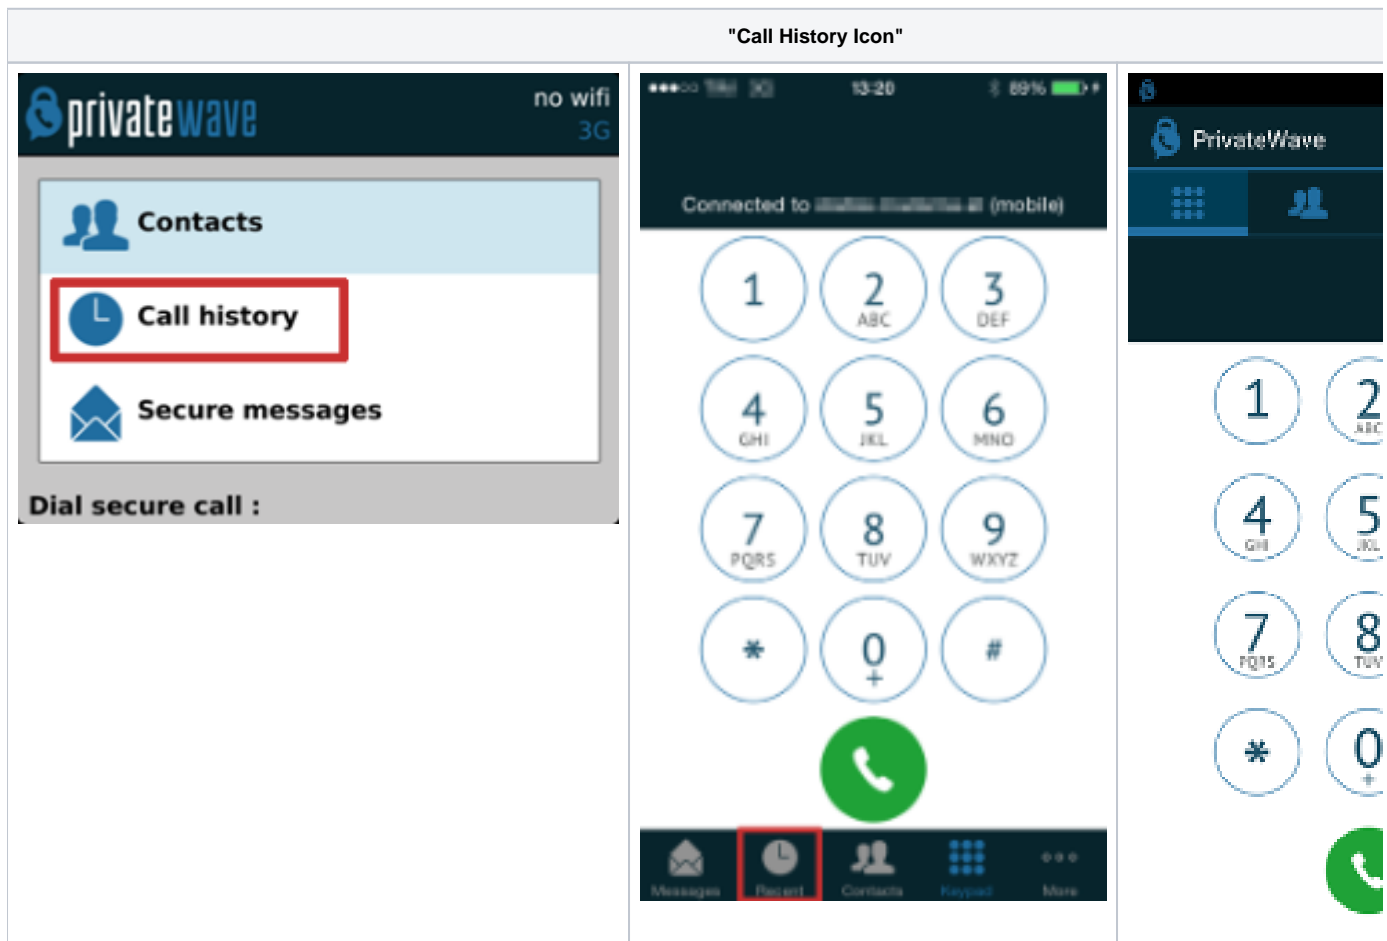 "Call History Icon"
privatewave
no wifi
3G
Contacts
Call history
Secure messages
Dial secure call :
13:20
89%
Connected to
(mobile)
1
2
ABC
3
DEF
4
GHI
5
JKL
6
MNO
7
PQRS
8
TUV
9
WXYZ
*
0
+
#
Messages
Recent
Contacts
Keypad
More
PrivateWave
1
2
ABC
4
GHI
5
JKL
7
PQRS
8
TUV
*
0
+